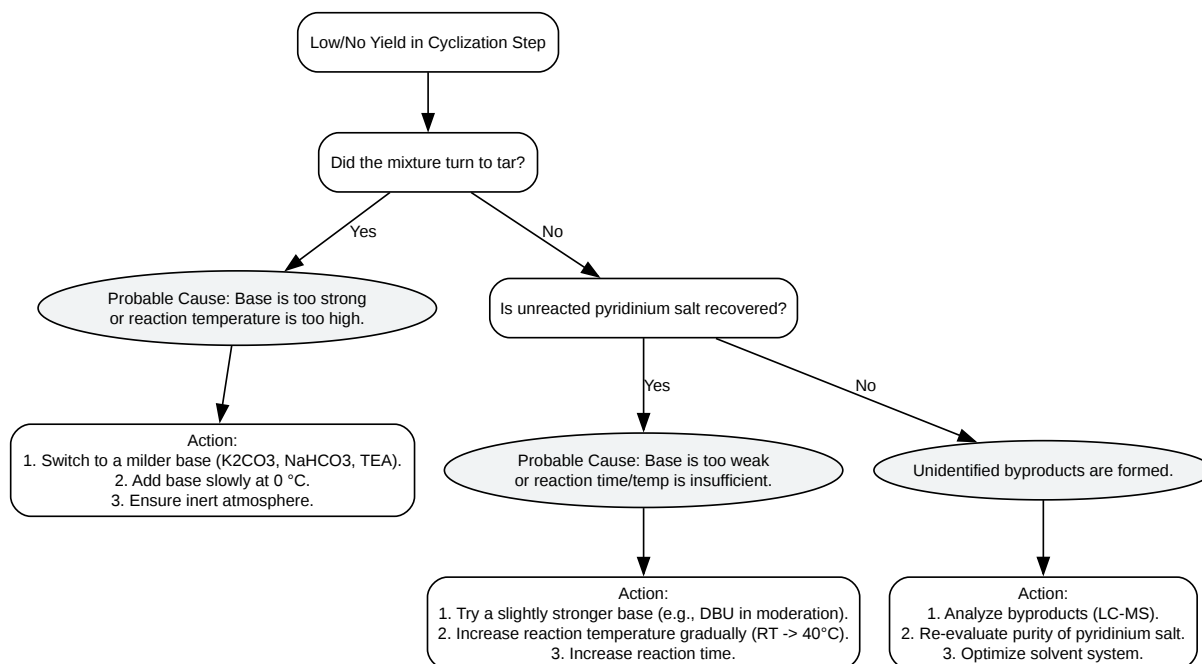 Low/No Yield in Cyclization Step
Did the mixture turn to tar?
Yes
No
Probable Cause: Base is too strong
or reaction temperature is too high.
Is unreacted pyridinium salt recovered?
Yes
No
Action:
1. Switch to a milder base (K2CO3, NaHCO3, TEA).
2. Add base slowly at 0 °C.
3. Ensure inert atmosphere.
Probable Cause: Base is too weak
or reaction time/temp is insufficient.
Unidentified byproducts are formed.
Action:
1. Try a slightly stronger base (e.g., DBU in moderation).
2. Increase reaction temperature gradually (RT -> 40°C).
3. Increase reaction time.
Action:
1. Analyze byproducts (LC-MS).
2. Re-evaluate purity of pyridinium salt.
3. Optimize solvent system.